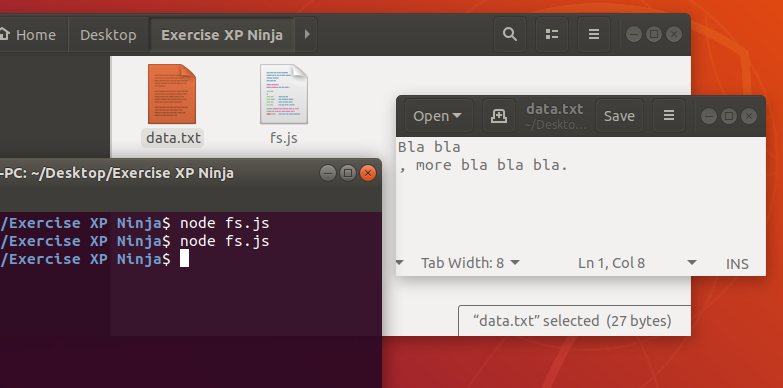 Home Desktop Exercise XP Ninja
data.txt fs.js
Open data.txt Save
~/Deskto…
Bla bla
, more bla bla bla.
Tab Width: 8 Ln 1, Col 8 INS
"data.txt" selected (27 bytes)
-PC: ~/Desktop/Exercise XP Ninja
/Exercise XP Ninja$ node fs.js
/Exercise XP Ninja$ node fs.js
/Exercise XP Ninja$